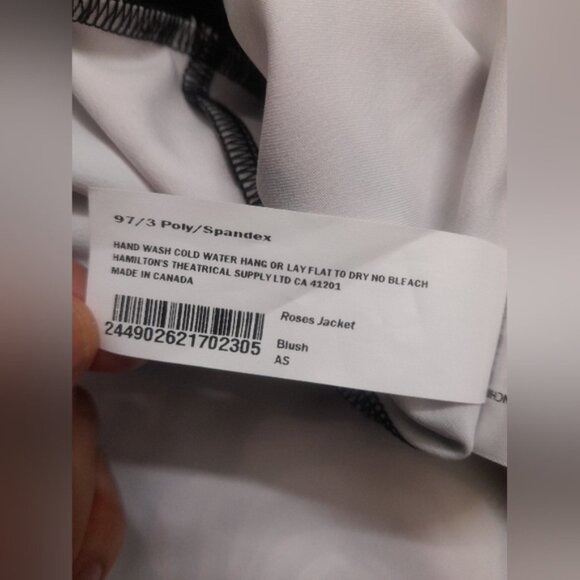 97/3 Poly/Spandex
HAND WASH COLD WATER HANG OR LAY FLAT TO DRY NO BLEACH
HAMILTON'S THEATRICAL SUPPLY LTD CA 41201
MADE IN CANADA
Roses Jacket
244902621702305
Blush
AS